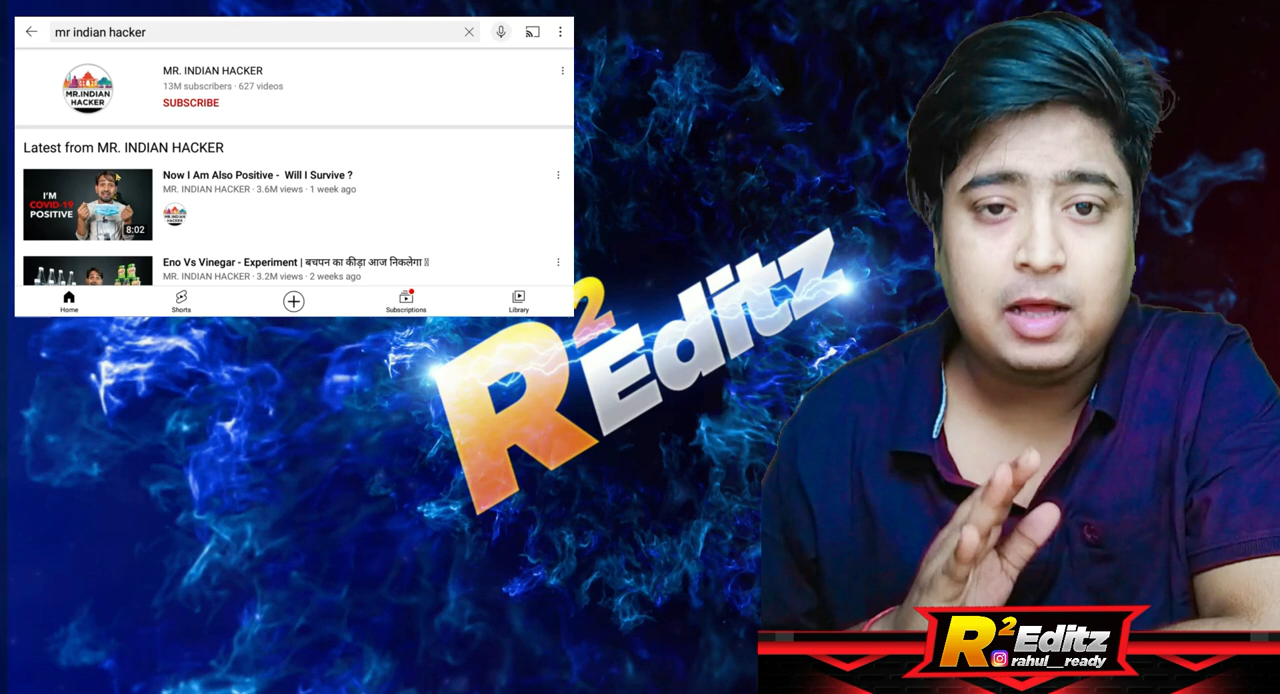 mr indian hacker
MR. INDIAN HACKER
13M subscribers · 627 videos
SUBSCRIBE
MR.INDIAN
HACKER
Latest from MR. INDIAN HACKER
Now I Am Also Positive - Will I Survive ?
MR. INDIAN HACKER · 3.6M views · 1 week ago
I'M
COVID-19
POSITIVE
8:02
MR.INDIAN
HACKER
Eno Vs Vinegar - Experiment | बचपन का कीड़ा आज निकलेगा
MR. INDIAN HACKER · 3.2M views · 2 weeks ago
Home
Shorts
Subscriptions
Library
R2Editz
R2Editz
rahul__ready